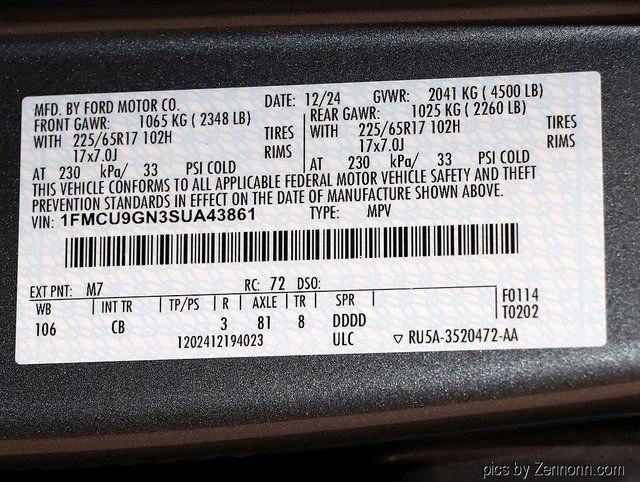 MFD. BY FORD MOTOR CO. DATE: 12/24 GVWR: 2041 KG ( 4500 LB)
FRONT GAWR: 1065 KG ( 2348 LB) REAR GAWR: 1025 KG ( 2260 LB)
WITH 225/65R17 102H TIRES WITH 225/65R17 102H TIRES
17x7.0J RIMS 17x7.0J RIMS
AT 230 kPa/ 33 PSI COLD AT 230 kPa/ 33 PSI COLD
THIS VEHICLE CONFORMS TO ALL APPLICABLE FEDERAL MOTOR VEHICLE SAFETY AND THEFT
PREVENTION STANDARDS IN EFFECT ON THE DATE OF MANUFACTURE SHOWN ABOVE.
VIN: 1FMCU9GN3SUA43861 TYPE: MPV
EXT PNT: M7 RC: 72 DSO:
WB INT TR TP/PS R AXLE TR SPR F0114
106 CB 3 81 8 DDDD T0202
1202412194023 ULC ▽ RU5A-3520472-AA
pics by Zennonn.com